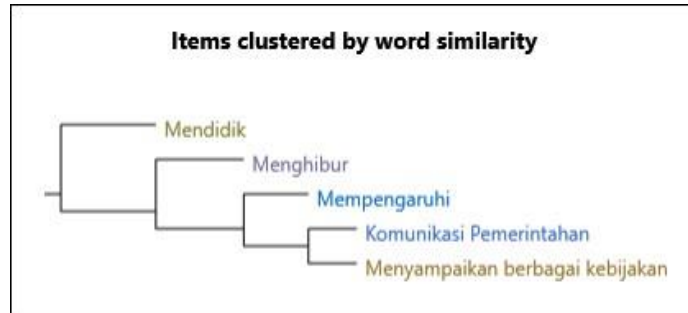 Items clustered by word similarity
Mendidik
Menghibur
Mempengaruhi
Komunikasi Pemerintahan
Menyampaikan berbagai kebijakan